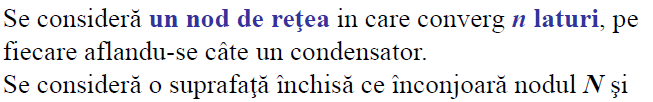 Se consideră un nod de reţea in care converg n laturi, pe
fiecare aflandu-se câte un condensator.
Se consideră o suprafaţă închisă ce înconjoară nodul N şi